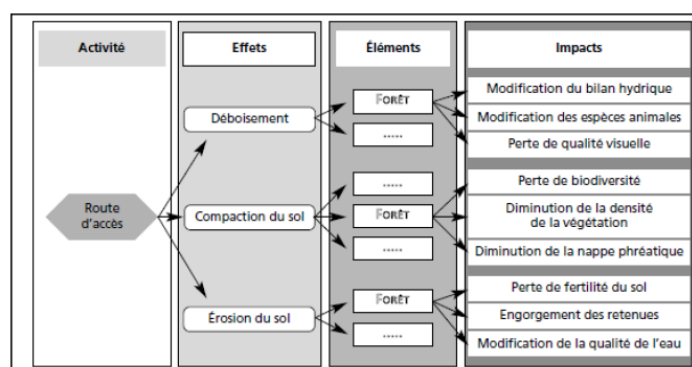 Activité
Effets
Éléments
Impacts
Route
d'accès
Déboisement
Compaction du sol
Érosion du sol
FORÊT
.....
.....
FORÊT
.....
FORÊT
.....
Modification du bilan hydrique
Modification des espèces animales
Perte de qualité visuelle
Perte de biodiversité
Diminution de la densité
de la végétation
Diminution de la nappe phréatique
Perte de fertilité du sol
Engorgement des retenues
Modification de la qualité de l'eau